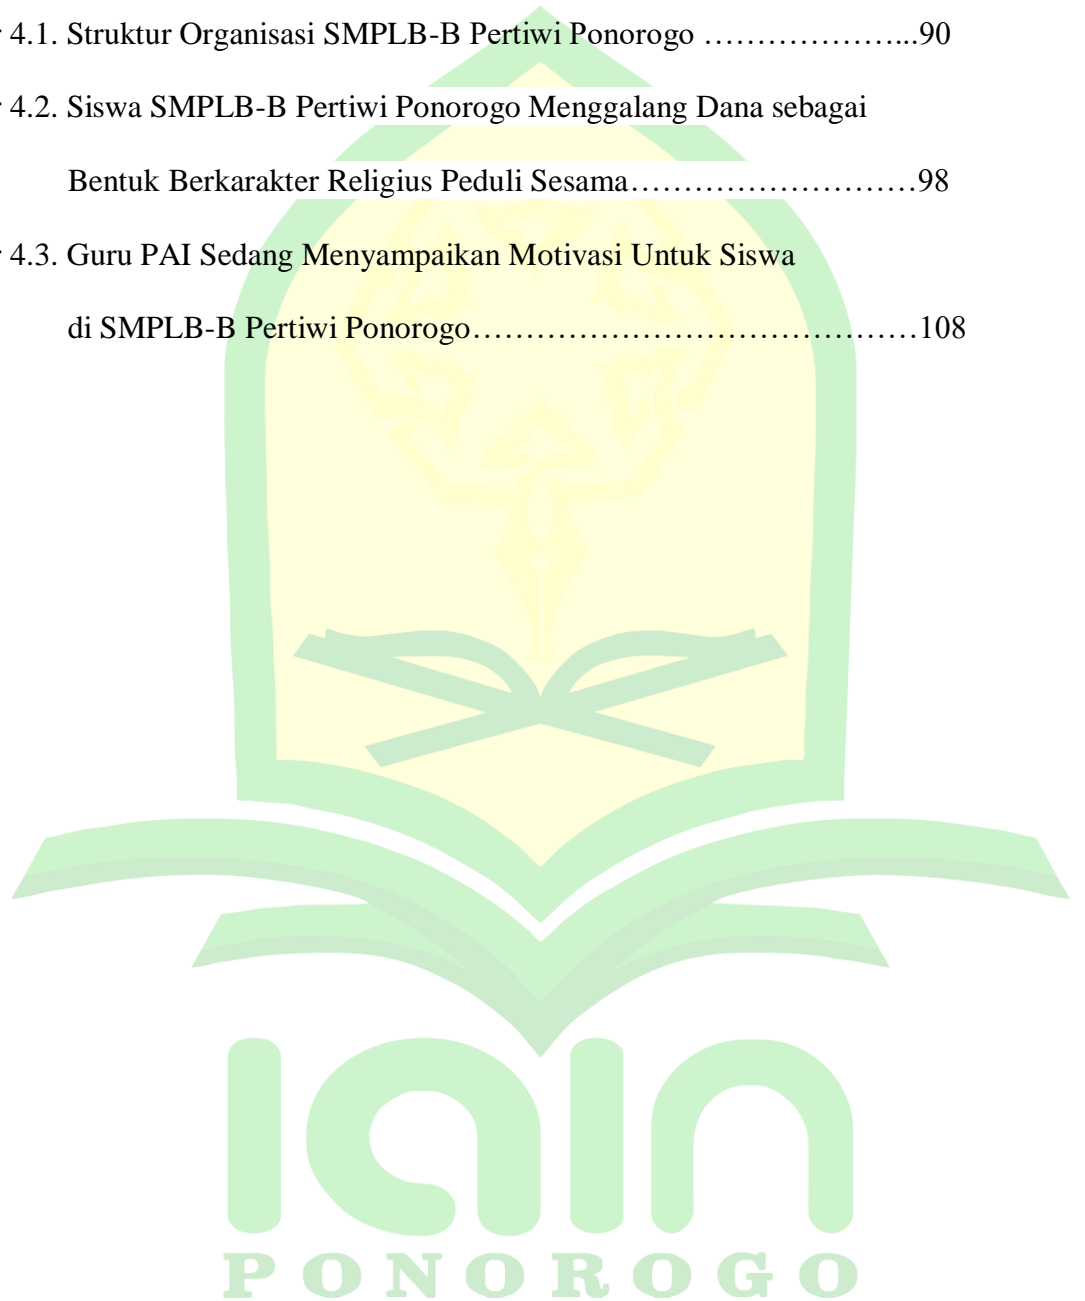 4.1. Struktur Organisasi SMPLB-B Pertiwi Ponorogo ………………...90
4.2. Siswa SMPLB-B Pertiwi Ponorogo Menggalang Dana sebagai
Bentuk Berkarakter Religius Peduli Sesama………………………98
4.3. Guru PAI Sedang Menyampaikan Motivasi Untuk Siswa
di SMPLB-B Pertiwi Ponorogo……………………………………108
iain
PONOROGO